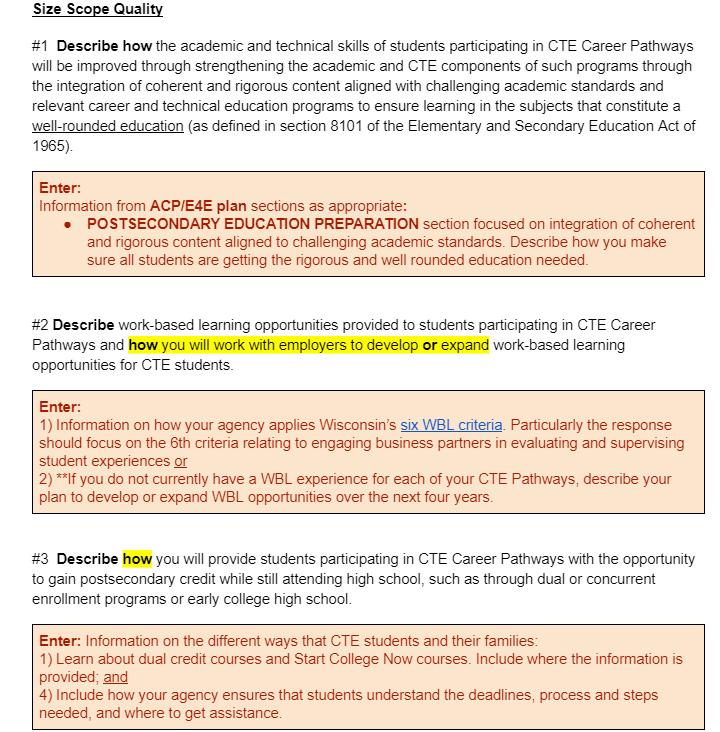 Size Scope Quality
#1 Describe how the academic and technical skills of students participating in CTE Career Pathways
will be improved through strengthening the academic and CTE components of such programs through
the integration of coherent and rigorous content aligned with challenging academic standards and
relevant career and technical education programs to ensure learning in the subjects that constitute a
well-rounded education (as defined in section 8101 of the Elementary and Secondary Education Act of
1965).
Enter:
Information from ACP/E4E plan sections as appropriate:
• POSTSECONDARY EDUCATION PREPARATION section focused on integration of coherent
and rigorous content aligned to challenging academic standards. Describe how you make
sure all students are getting the rigorous and well rounded education needed.
#2 Describe work-based learning opportunities provided to students participating in CTE Career
Pathways and how you will work with employers to develop or expand work-based learning
opportunities for CTE students.
Enter:
1) Information on how your agency applies Wisconsin's six WBL criteria. Particularly the response
should focus on the 6th criteria relating to engaging business partners in evaluating and supervising
student experiences or
2) **If you do not currently have a WBL experience for each of your CTE Pathways, describe your
plan to develop or expand WBL opportunities over the next four years.
#3 Describe how you will provide students participating in CTE Career Pathways with the opportunity
to gain postsecondary credit while still attending high school, such as through dual or concurrent
enrollment programs or early college high school.
Enter: Information on the different ways that CTE students and their families:
1) Learn about dual credit courses and Start College Now courses. Include where the information is
provided; and
4) Include how your agency ensures that students understand the deadlines, process and steps
needed, and where to get assistance.